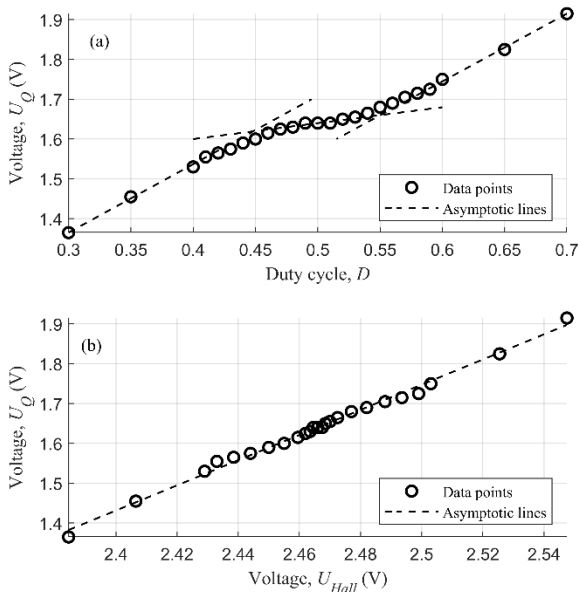 (a)
Voltage, U_Q (V)
1.9
1.8
1.7
1.6
1.5
1.4
Data points
Asymptotic lines
0.3 0.35 0.4 0.45 0.5 0.55 0.6 0.65 0.7
Duty cycle, D
(b)
Voltage, U_Q (V)
1.9
1.8
1.7
1.6
1.5
1.4
Data points
Asymptotic lines
2.4 2.42 2.44 2.46 2.48 2.5 2.52 2.54
Voltage, U_Hall (V)